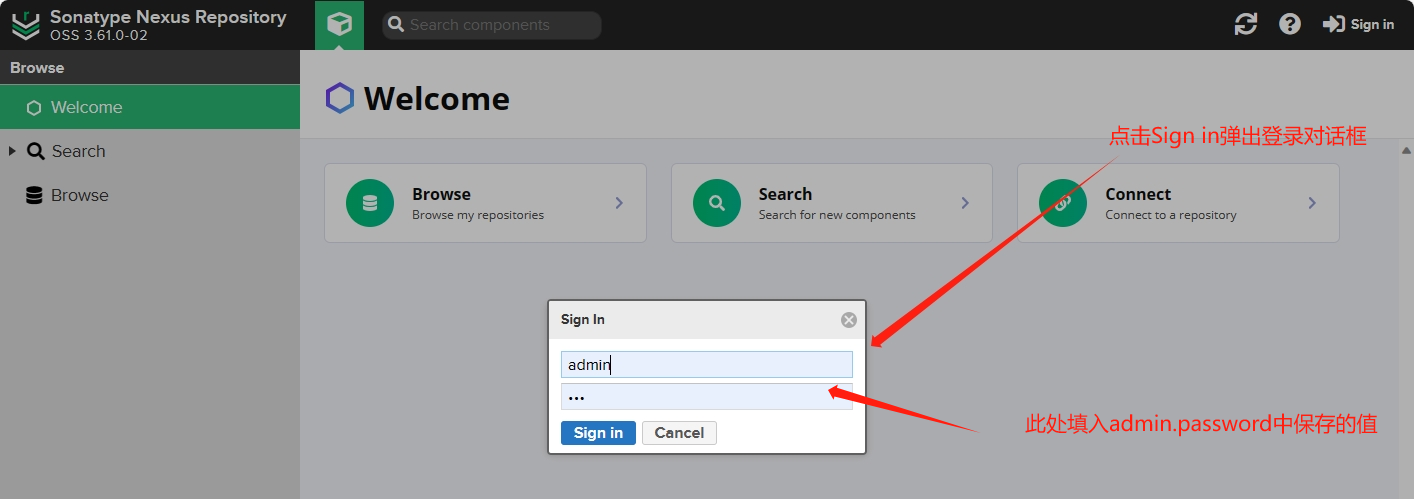 Sonatype Nexus Repository
OSS 3.61.0-02
Search components
Sign in
Browse
Welcome
Search
Browse
Welcome
点击Sign in弹出登录对话框
Browse
Browse my repositories
Search
Search for new components
Connect
Connect to a repository
Sign In
admin
•••
此处填入admin.password中保存的值
Sign in
Cancel